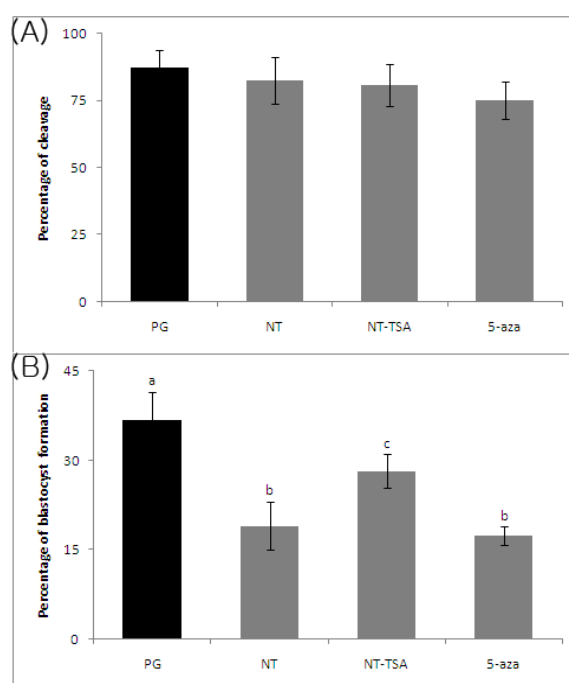 (A)
Percentage of cleavage
100
75
50
25
0
PG NT NT-TSA 5-aza
(B)
Percentage of blastocyst formation
45
30
15
0
a
b
c
b
PG NT NT-TSA 5-aza